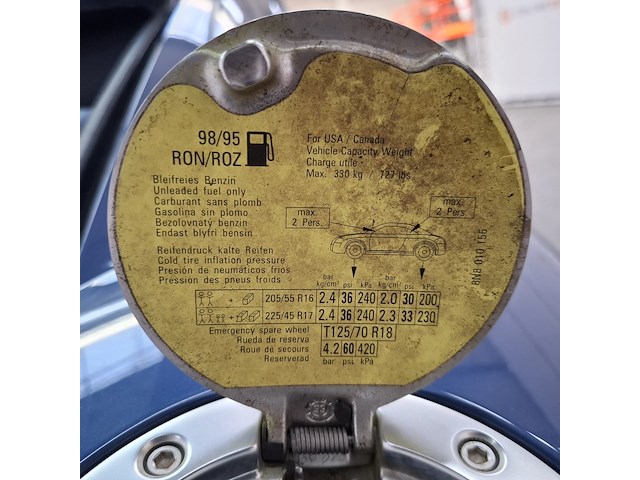 98/95
RON/ROZ
For USA / Canada
Vehicle Capacity Weight
Charge utile
Max. 330 kg / 727 lbs.
Bleifreies Benzin
Unleaded fuel only
Carburant sans plomb
Gasolina sin plomo
Bezolovnatý benzin
Endast blyfri bensin
max.
2 Pers.
max.
2 Pers.
8N8 010 156
Reifendruck kalte Reifen
Cold tire inflation pressure
Presión de neumáticos fríos
Pression des pneus froids
bar kg/cm² psi kPa bar kg/cm² psi kPa
+ 205/55 R16 2.4 36 240 2.0 30 200
+ 225/45 R17 2.4 36 240 2.3 33 230
Emergency spare wheel T125/70 R18
Rueda de reserva
Roue de secours 4.2 60 420
Reserverad bar psi kPa